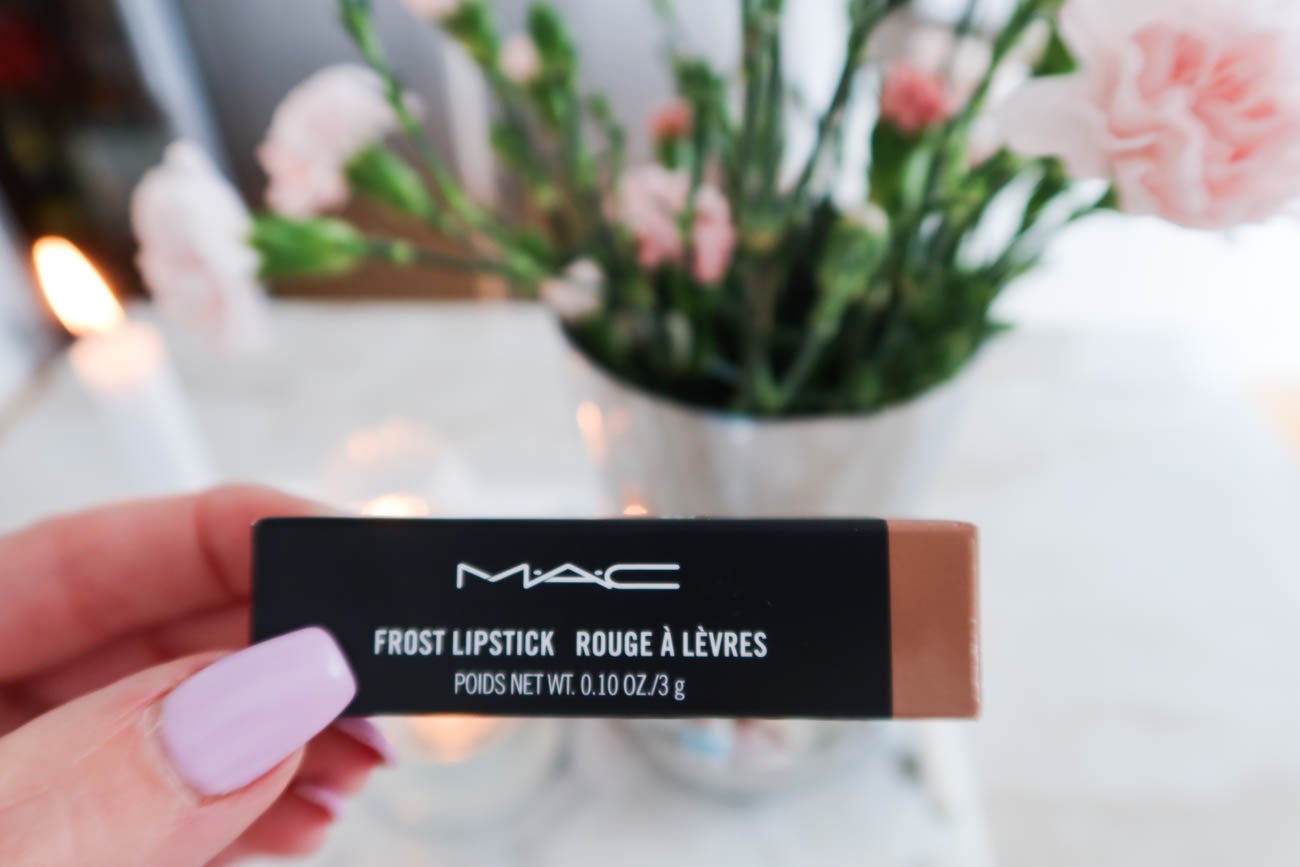 M·A·C
FROST LIPSTICK ROUGE À LÈVRES
POIDS NET WT. 0.10 OZ./3 g